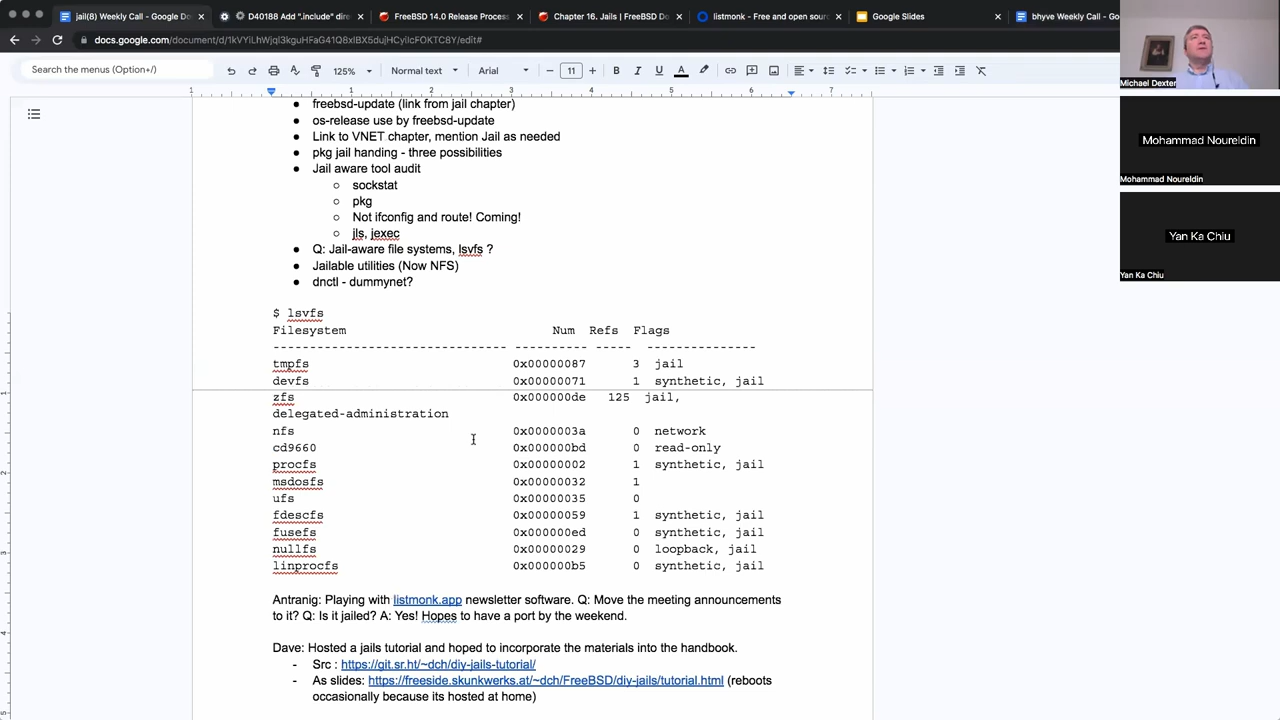 jail(8) Weekly Call - Google Do
D40188 Add ".include" dire
FreeBSD 14.0 Release Process
Chapter 16. Jails | FreeBSD Do
listmonk - Free and open sour
Google Slides
bhyve Weekly Call - Goo
Search the menus (Option+/)
125%
Normal text
Arial
11
1 1 2 3 4 5 6 7
freebsd-update (link from jail chapter)
os-release use by freebsd-update
Link to VNET chapter, mention Jail as needed
pkg jail handing - three possibilities
Jail aware tool audit
sockstat
pkg
Not ifconfig and route! Coming!
jls, jexec
Q: Jail-aware file systems, lsvfs ?
Jailable utilities (Now NFS)
dnctl - dummynet?
$ lsvfs
Filesystem Num Refs Flags
-------------------------------- ---------- ----- ---------------
tmpfs 0x00000087 3 jail
devfs 0x00000071 1 synthetic, jail
zfs 0x000000de 125 jail,
delegated-administration
nfs 0x0000003a 0 network
cd9660 0x000000bd 0 read-only
procfs 0x00000002 1 synthetic, jail
msdosfs 0x00000032 1
ufs 0x00000035 0
fdescfs 0x00000059 1 synthetic, jail
fusefs 0x000000ed 0 synthetic, jail
nullfs 0x00000029 0 loopback, jail
linprocfs 0x000000b5 0 synthetic, jail
Antranig: Playing with listmonk.app newsletter software. Q: Move the meeting announcements
to it? Q: Is it jailed? A: Yes! Hopes to have a port by the weekend.
Dave: Hosted a jails tutorial and hoped to incorporate the materials into the handbook.
- Src : https://git.sr.ht/~dch/diy-jails-tutorial/
- As slides: https://freeside.skunkwerks.at/~dch/FreeBSD/diy-jails/tutorial.html (reboots
occasionally because its hosted at home)
Michael Dexter
Mohammad Noureldin
Mohammad Noureldin
Yan Ka Chiu
Yan Ka Chiu